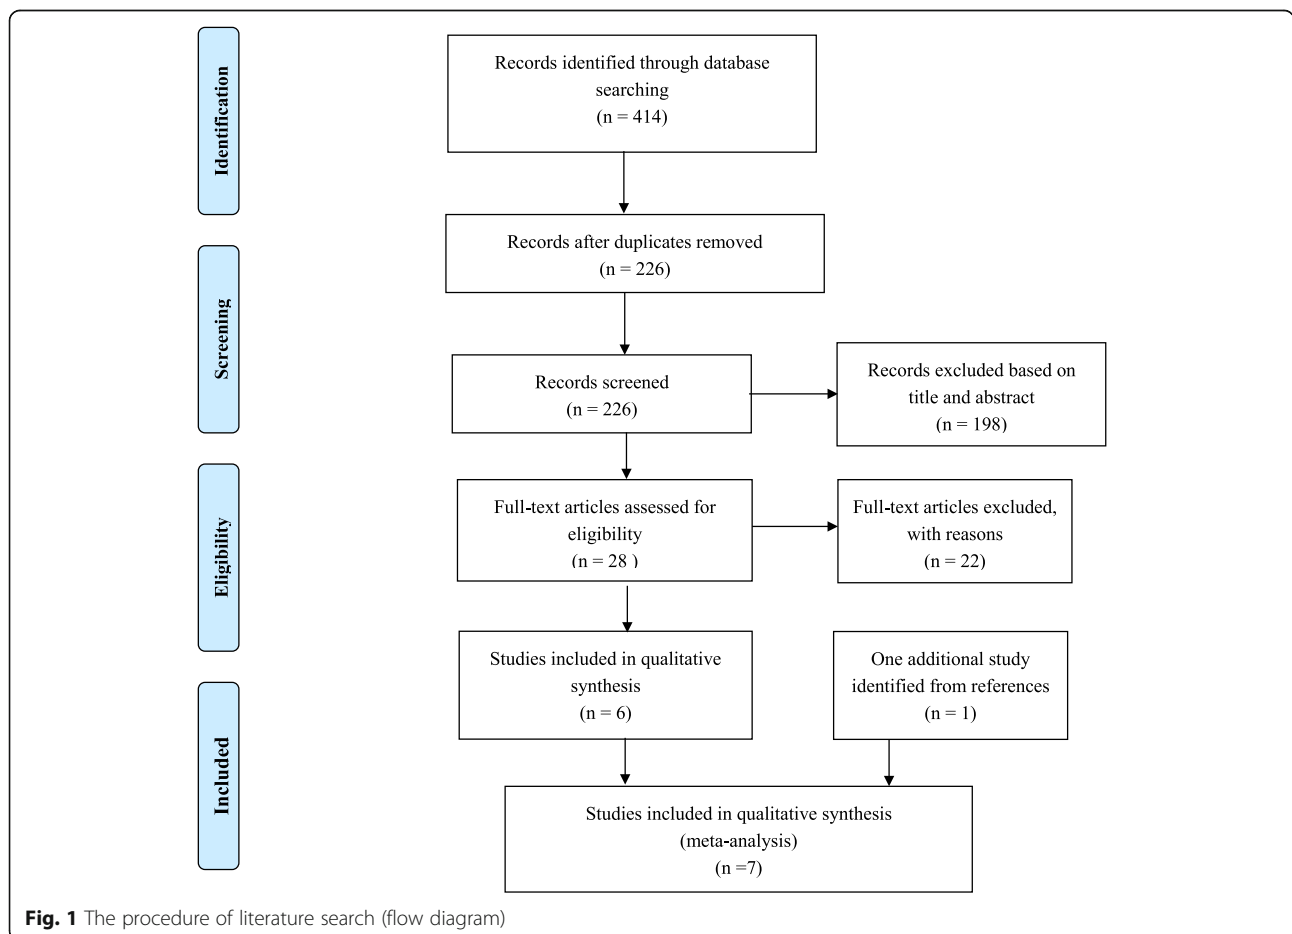 Identification
Records identified through database
searching
(n = 414)
Records after duplicates removed
(n = 226)
Screening
Records screened
(n = 226)
Records excluded based on
title and abstract
(n = 198)
Eligibility
Full-text articles assessed for
eligibility
(n = 28 )
Full-text articles excluded,
with reasons
(n = 22)
Studies included in qualitative
synthesis
(n = 6)
One additional study
identified from references
(n = 1)
Included
Studies included in qualitative synthesis
(meta-analysis)
(n =7)
Fig. 1 The procedure of literature search (flow diagram)